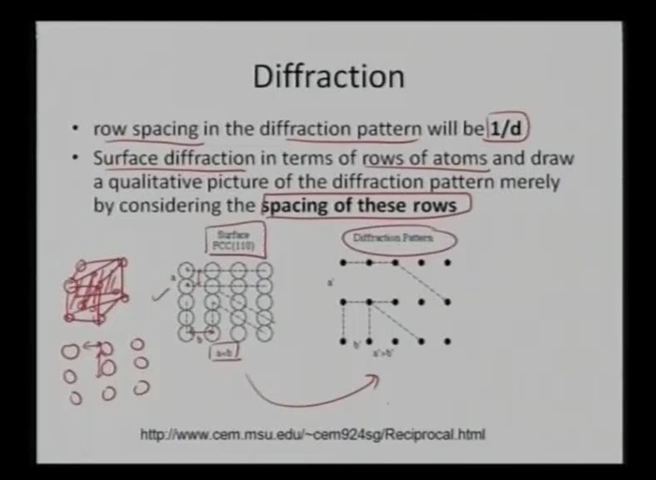 Diffraction
• row spacing in the diffraction pattern will be 1/d
• Surface diffraction in terms of rows of atoms and draw
a qualitative picture of the diffraction pattern merely
by considering the spacing of these rows
Surface
FCC(110)
Diffraction Pattern
a
b
a<b
a'
b'
a'>b'
http://www.cem.msu.edu/~cem924sg/Reciprocal.html